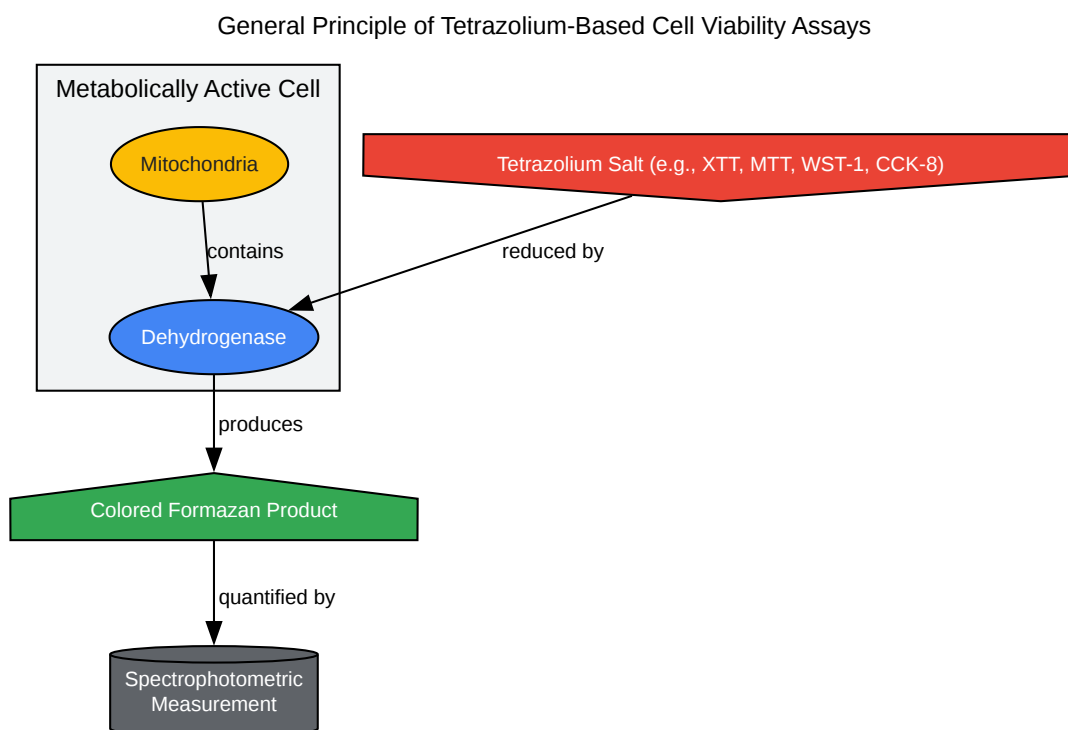 General Principle of Tetrazolium-Based Cell Viability Assays
Metabolically Active Cell
Mitochondria
Tetrazolium Salt (e.g., XTT, MTT, WST-1, CCK-8)
contains
reduced by
Dehydrogenase
produces
Colored Formazan Product
quantified by
Spectrophotometric
Measurement